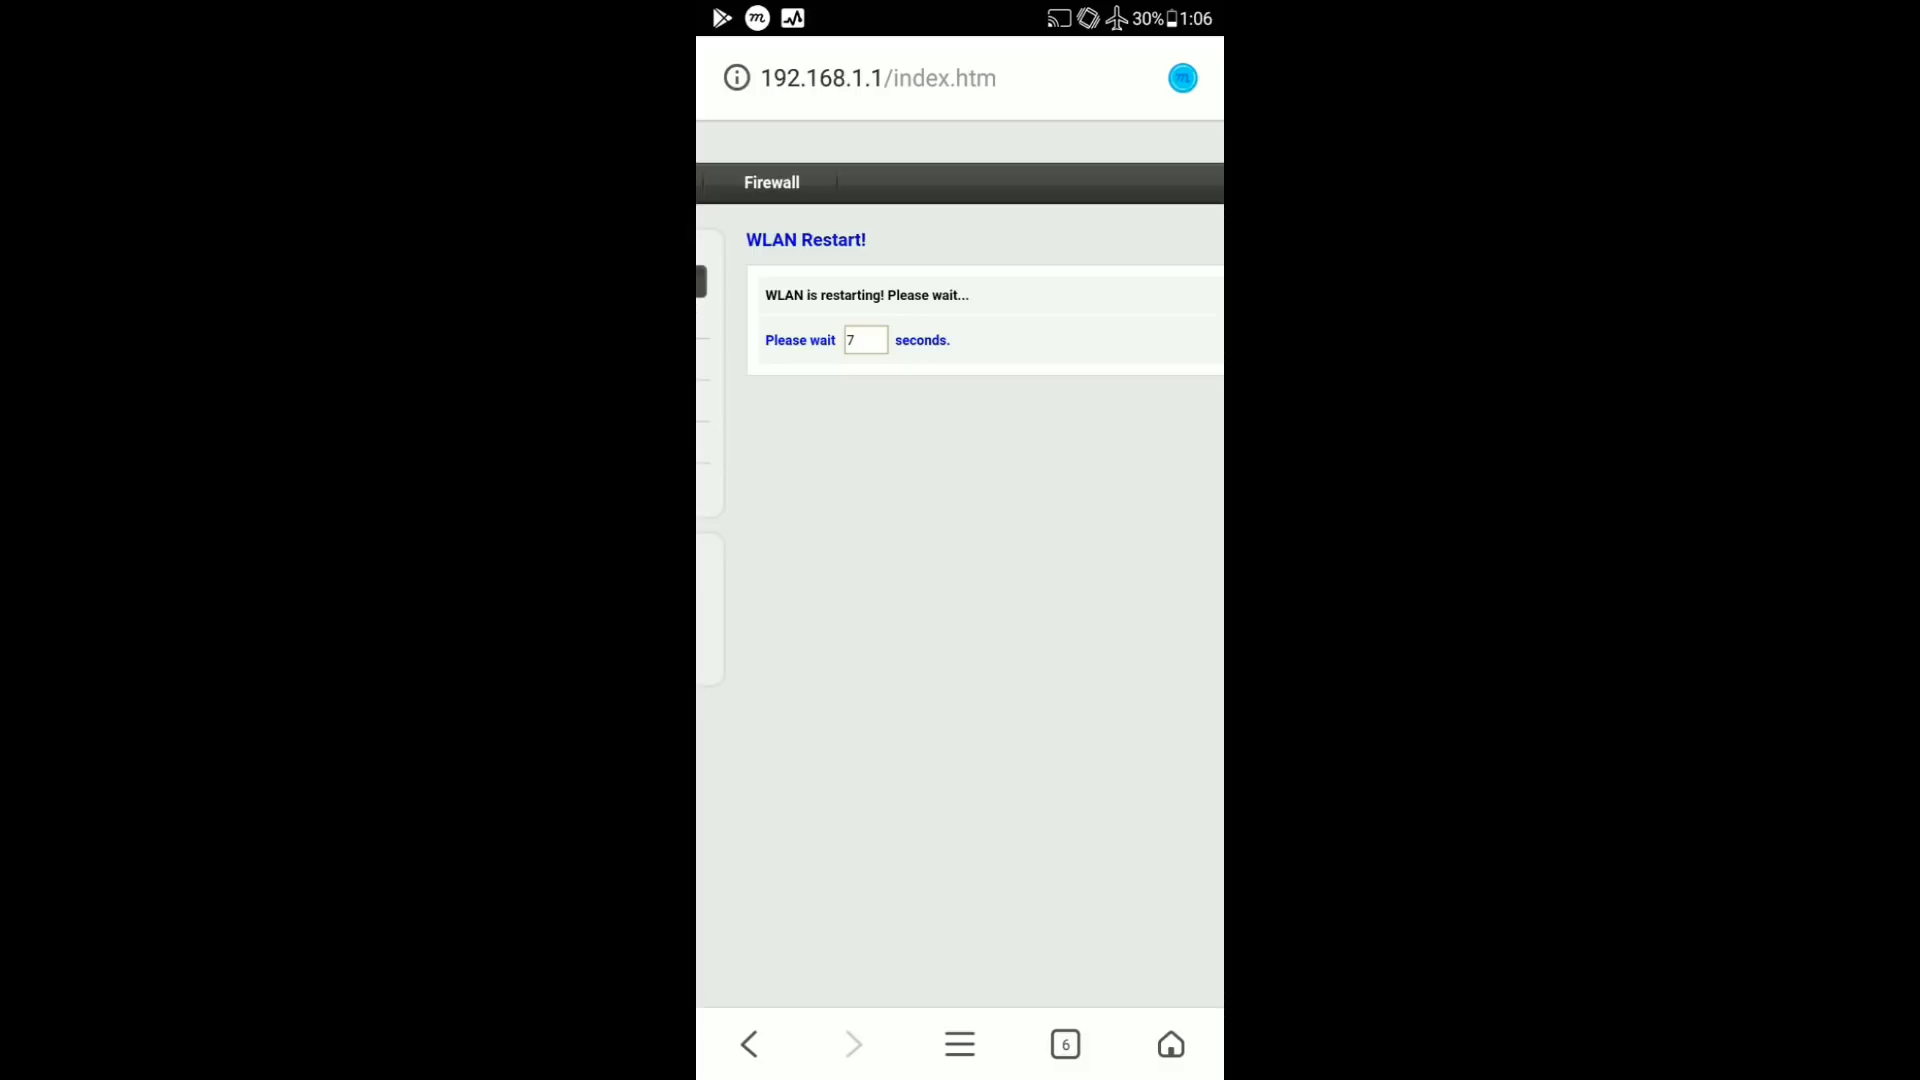 30% 1:06
192.168.1.1/index.htm
Firewall
WLAN Restart!
WLAN is restarting! Please wait...
Please wait 7 seconds.
6